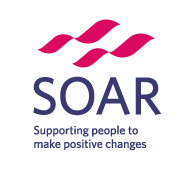 SOAR
Supporting people to
make positive changes